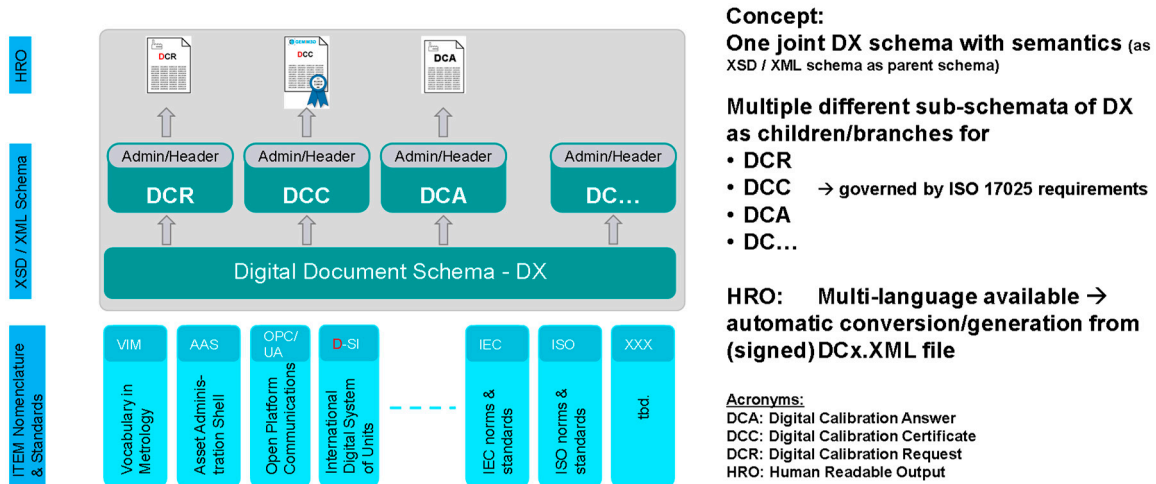 HRO
DCR
GEMIMEG
DCC
DCA
XSD / XML Schema
Admin/Header
DCR
Admin/Header
DCC
Admin/Header
DCA
Admin/Header
DC...
Digital Document Schema - DX
ITEM Nomenclature
& Standards
VIM
Vocabulary in
Metrology
AAS
Asset Adminis-
tration Shell
OPC/
UA
Open Platform
Communications
D-SI
International
Digital System
of Units
IEC
IEC norms &
standards
ISO
ISO norms &
standards
XXX
tbd.
Concept:
One joint DX schema with semantics (as
XSD / XML schema as parent schema)
Multiple different sub-schemata of DX
as children/branches for
• DCR
• DCC → governed by ISO 17025 requirements
• DCA
• DC...
HRO: Multi-language available →
automatic conversion/generation from
(signed) DCx.XML file
Acronyms:
DCA: Digital Calibration Answer
DCC: Digital Calibration Certificate
DCR: Digital Calibration Request
HRO: Human Readable Output